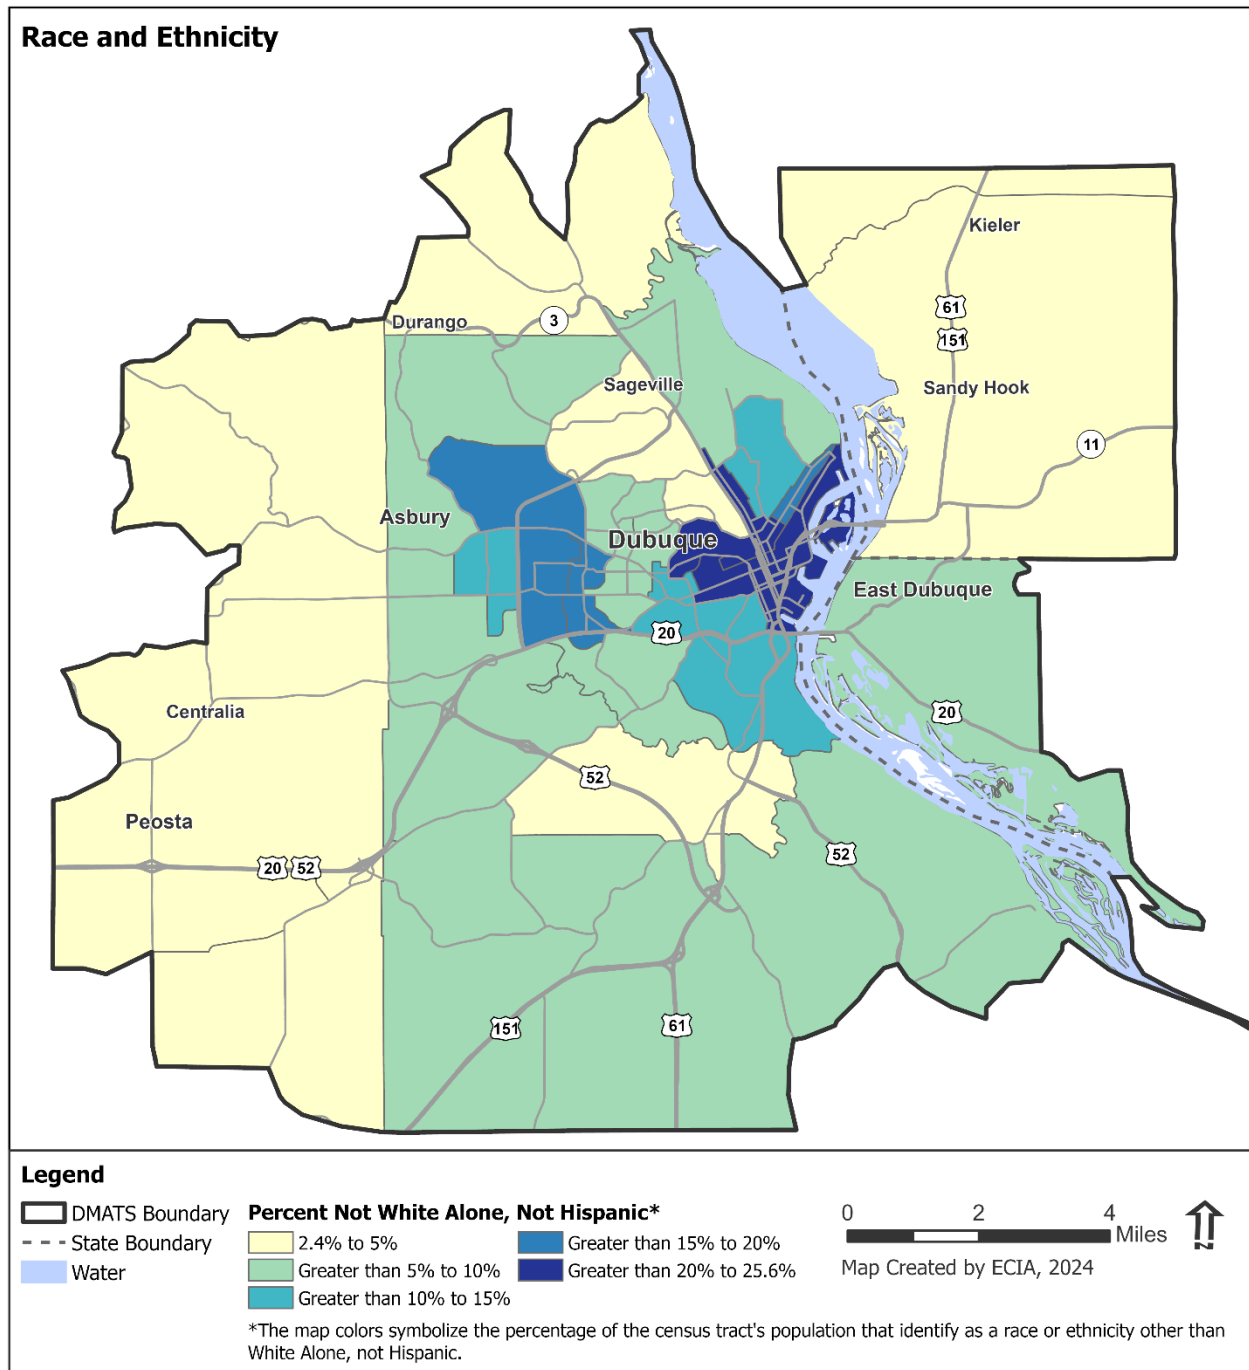 Race and Ethnicity
Kieler
61
151
Durango
3
Sageville
Sandy Hook
11
Asbury
Dubuque
East Dubuque
20
Centralia
20
52
Peosta
52
20 52
151
61
Legend
DMATS Boundary
State Boundary
Water
Percent Not White Alone, Not Hispanic*
2.4% to 5%
Greater than 5% to 10%
Greater than 10% to 15%
Greater than 15% to 20%
Greater than 20% to 25.6%
0 2 4
Miles
N
Map Created by ECIA, 2024
*The map colors symbolize the percentage of the census tract's population that identify as a race or ethnicity other than
White Alone, not Hispanic.